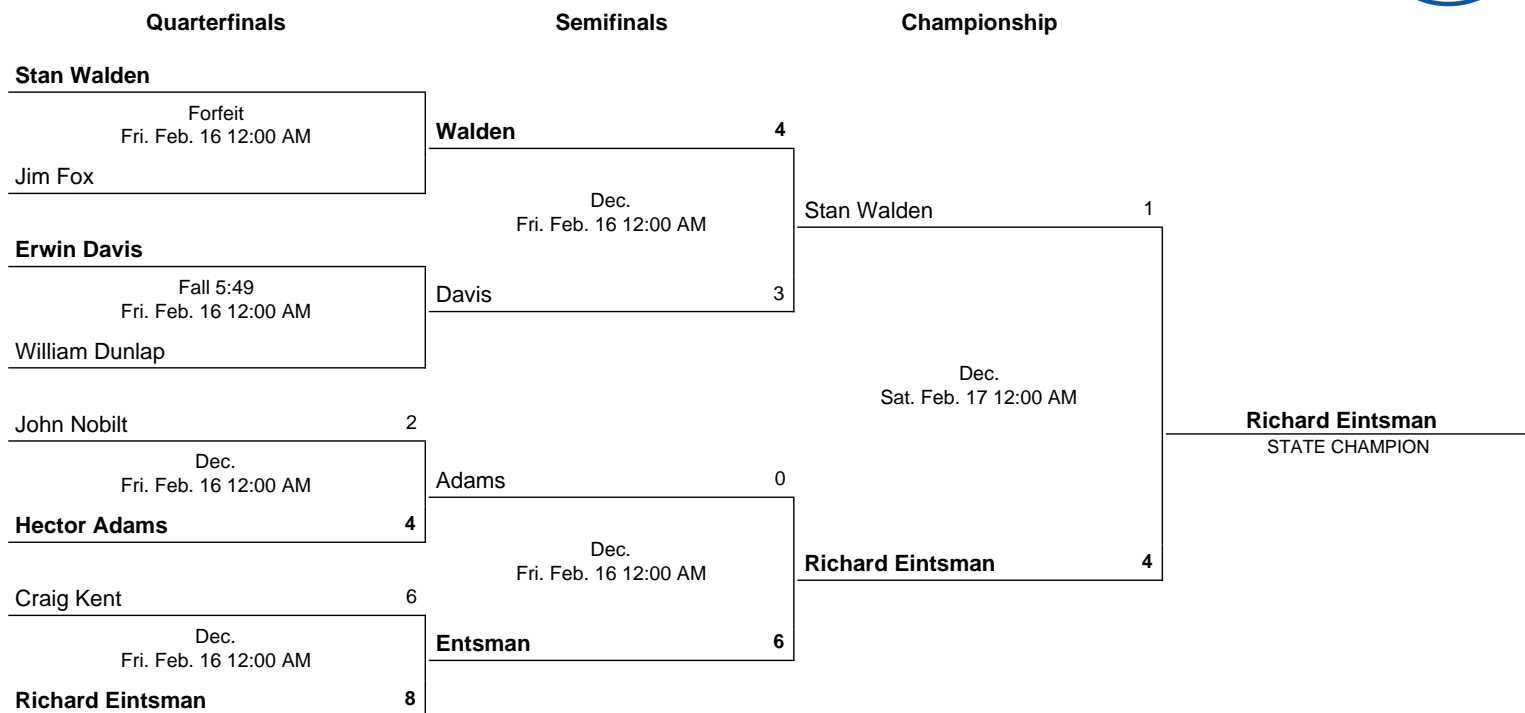 Quarterfinals Semifinals Championship
Stan Walden
Forfeit
Fri. Feb. 16 12:00 AM
Jim Fox
Erwin Davis
Fall 5:49
Fri. Feb. 16 12:00 AM
William Dunlap
John Nobilt 2
Dec.
Fri. Feb. 16 12:00 AM
Hector Adams 4
Craig Kent 6
Dec.
Fri. Feb. 16 12:00 AM
Richard Eintsman 8
Walden 4
Dec.
Fri. Feb. 16 12:00 AM
Davis 3
Adams 0
Dec.
Fri. Feb. 16 12:00 AM
Entsman 6
Stan Walden 1
Dec.
Sat. Feb. 17 12:00 AM
Richard Eintsman 4
Richard Eintsman
STATE CHAMPION